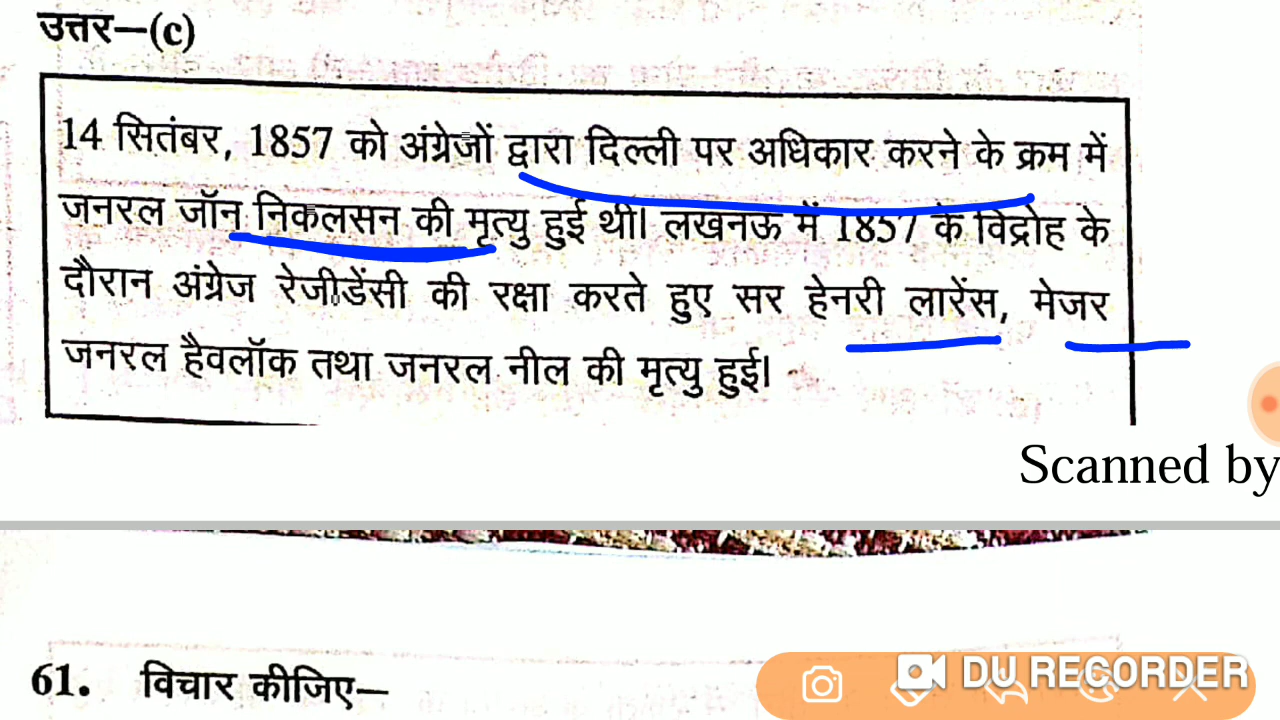 उत्तर—(c)
14 सितंबर, 1857 को अंग्रेजों द्वारा दिल्ली पर अधिकार करने के क्रम में
जनरल जॉन निकलसन की मृत्यु हुई थी। लखनऊ में 1857 के विद्रोह के
दौरान अंग्रेज रेजीडेंसी की रक्षा करते हुए सर हेनरी लारेंस, मेजर
जनरल हैवलॉक तथा जनरल नील की मृत्यु हुई।
Scanned by
61. विचार कीजिए—
DU RECORDER